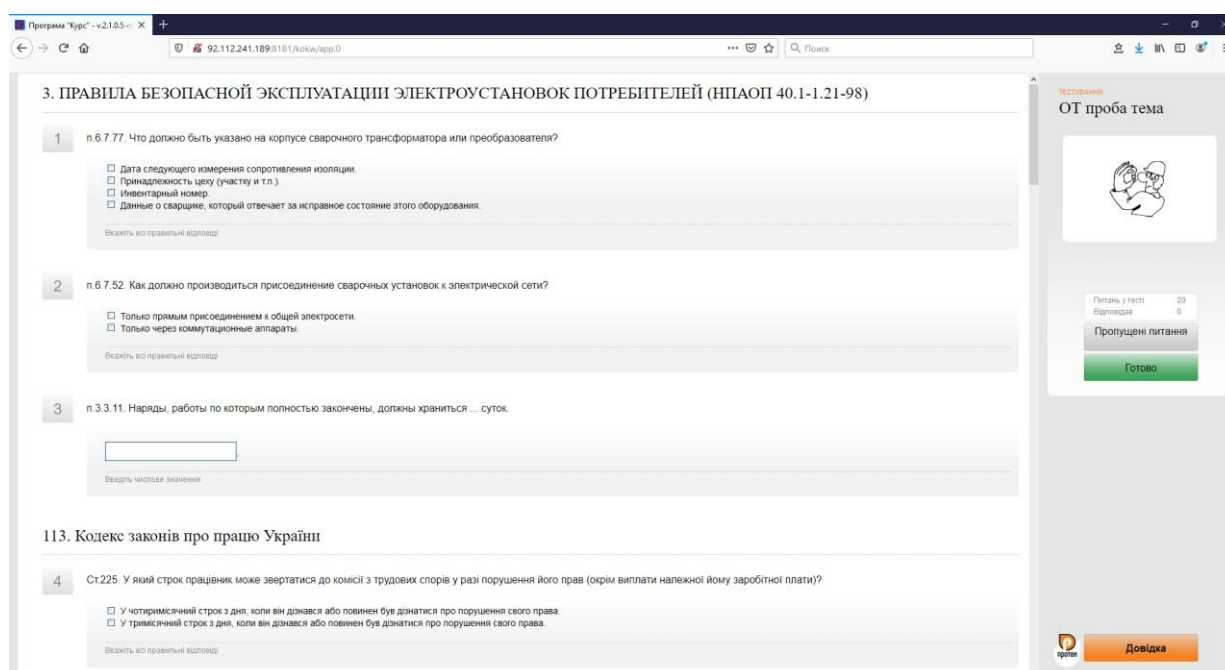 Програма "Курс" - v.2.1.0.5-rc
92.112.241.189:8181/kokw/app.0
Поиск
3. ПРАВИЛА БЕЗОПАСНОЙ ЭКСПЛУАТАЦИИ ЭЛЕКТРОУСТАНОВОК ПОТРЕБИТЕЛЕЙ (НПАОП 40.1-1.21-98)
1
п.6.7.77. Что должно быть указано на корпусе сварочного трансформатора или преобразователя?
Дата следующего измерения сопротивления изоляции.
Принадлежность цеху (участку и т.п.).
Инвентарный номер.
Данные о сварщике, который отвечает за исправное состояние этого оборудования.
Вкажіть всі правильні відповіді
2
п.6.7.52. Как должно производиться присоединение сварочных установок к электрической сети?
Только прямым присоединением к общей электросети.
Только через коммутационные аппараты.
Вкажіть всі правильні відповіді
3
п.3.3.11. Наряды, работы по которым полностью закончены, должны храниться ... суток.
Введіть числове значення
113. Кодекс законів про працю України
4
Ст.225. У який строк працівник може звертатися до комісії з трудових спорів у разі порушення його прав (окрім виплати належної йому заробітної плати)?
У чотиримісячний строк з дня, коли він дізнався або повинен був дізнатися про порушення свого права.
У тримісячний строк з дня, коли він дізнався або повинен був дізнатися про порушення свого права.
Вкажіть всі правильні відповіді
ТЕСТУВАННЯ
ОТ проба тема
Питань у тесті 20
Відповідав 0
Пропущені питання
Готово
протек
Довідка